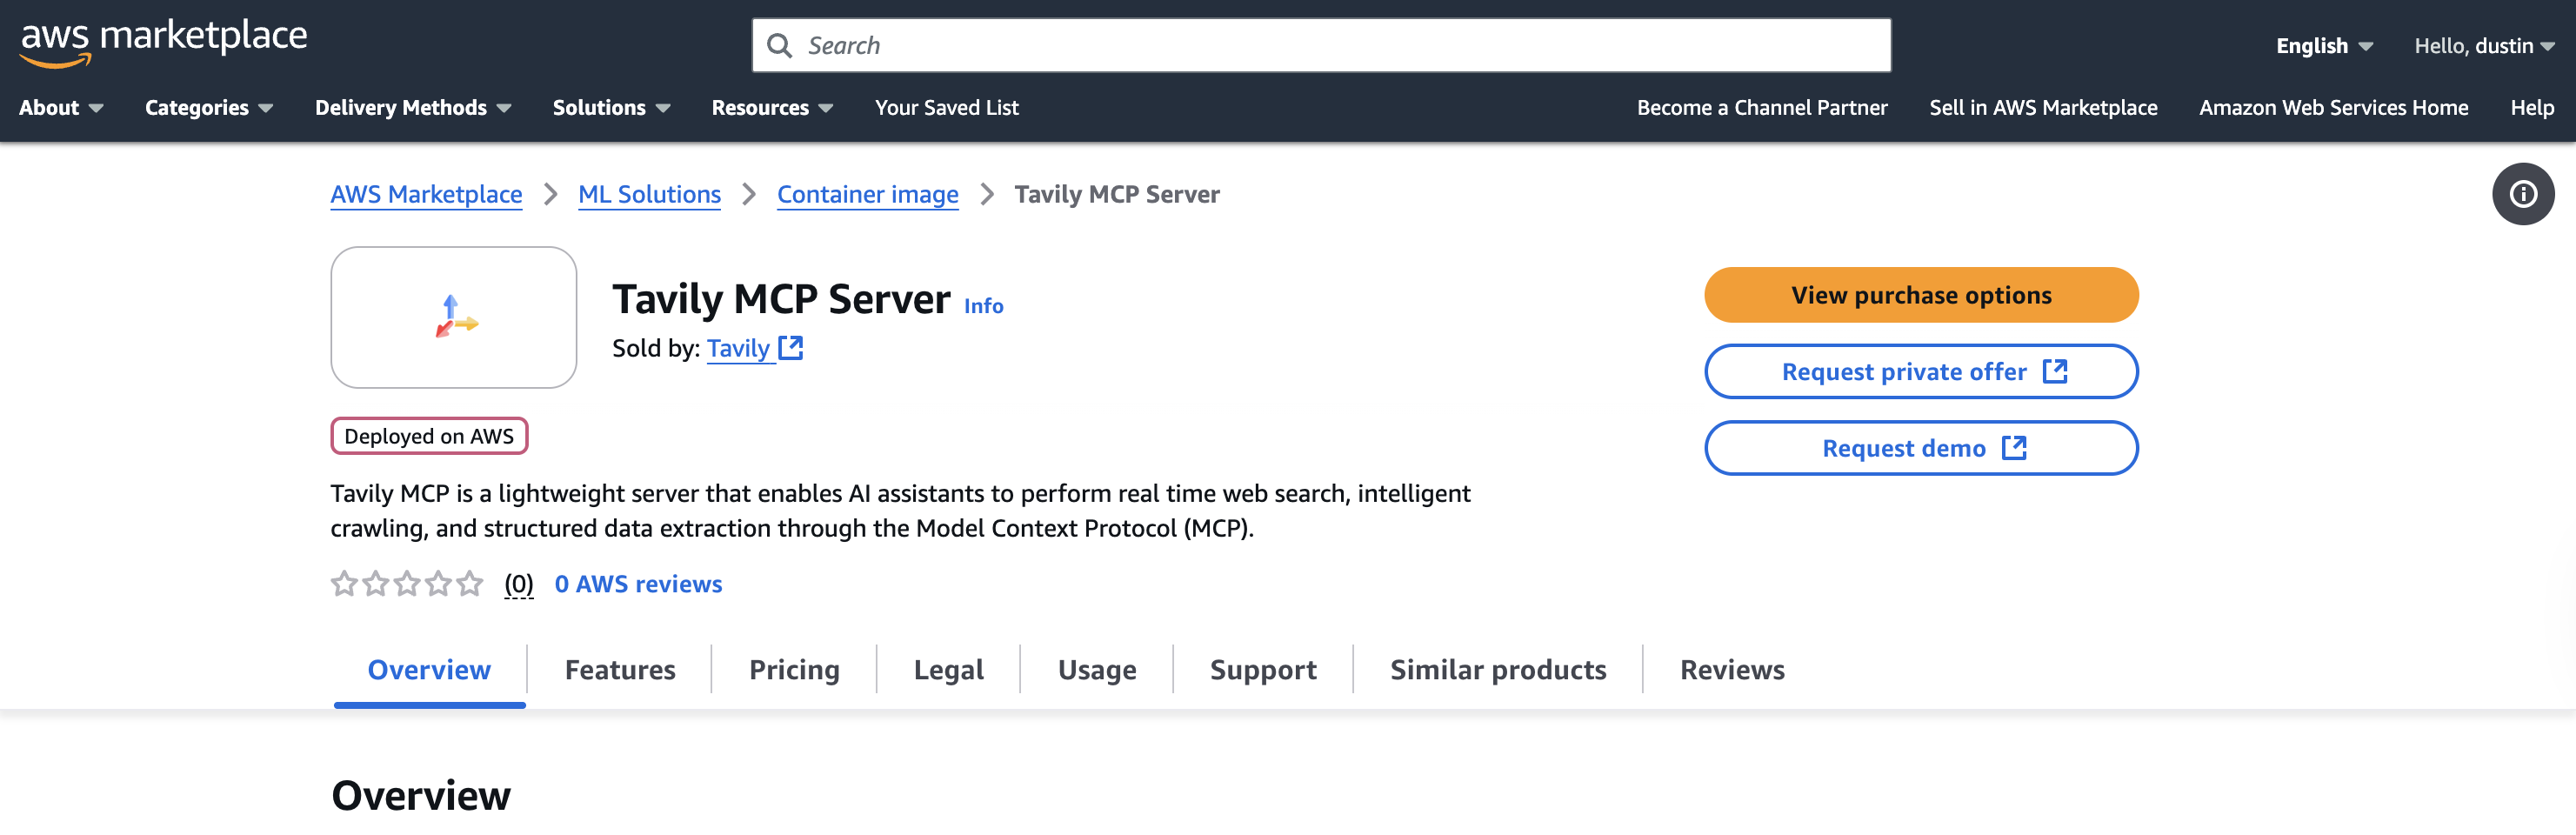 aws marketplace
Search
English
Hello, dustin
About
Categories
Delivery Methods
Solutions
Resources
Your Saved List
Become a Channel Partner
Sell in AWS Marketplace
Amazon Web Services Home
Help
AWS Marketplace > ML Solutions > Container image > Tavily MCP Server
Tavily MCP Server Info
Sold by: Tavily
View purchase options
Request private offer
Request demo
Deployed on AWS
Tavily MCP is a lightweight server that enables AI assistants to perform real time web search, intelligent
crawling, and structured data extraction through the Model Context Protocol (MCP).
(0) 0 AWS reviews
Overview
Features
Pricing
Legal
Usage
Support
Similar products
Reviews
Overview